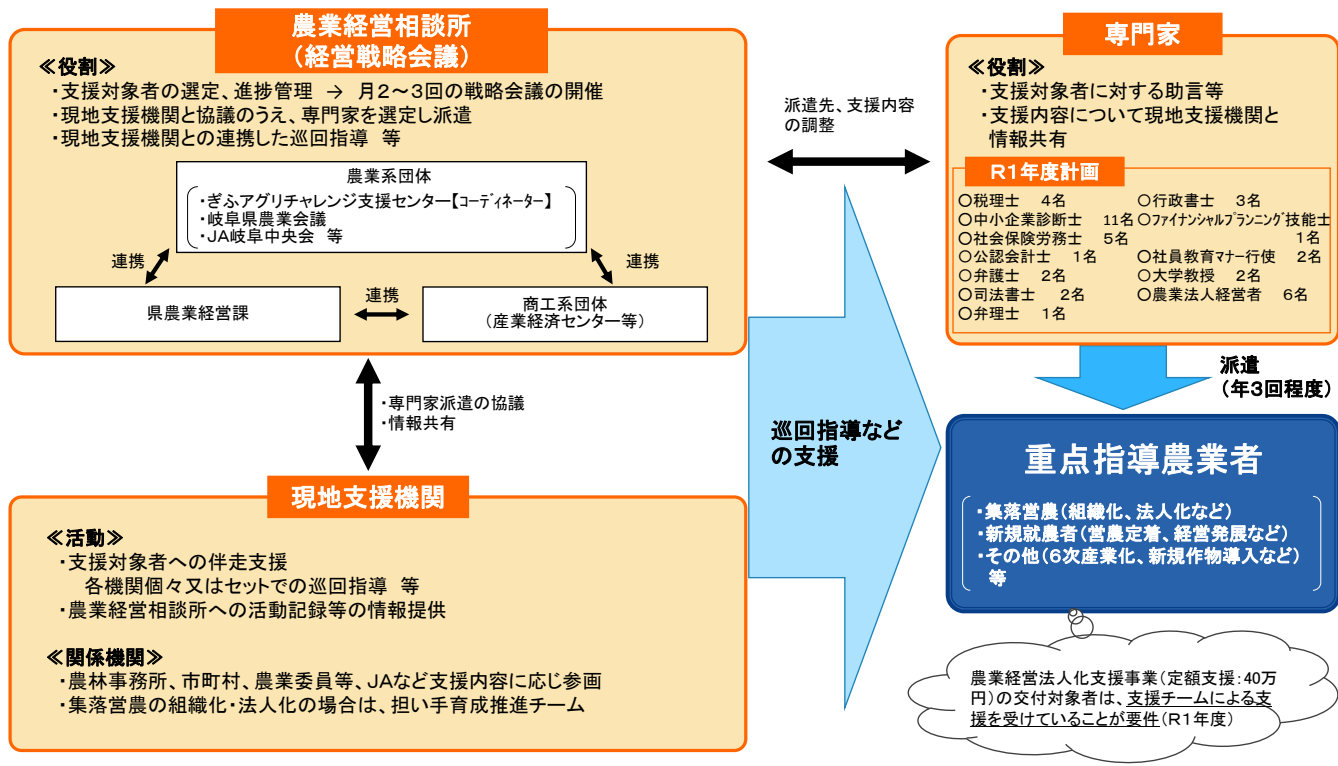 農業経営相談所
（経営戦略会議）
≪役割≫
・支援対象者の選定、進捗管理 → 月２～３回の戦略会議の開催
・現地支援機関と協議のうえ、専門家を選定し派遣
・現地支援機関との連携した巡回指導 等
農業系団体
・ぎふアグリチャレンジ支援センター【コーディネーター】
・岐阜県農業会議
・JA岐阜中央会 等
連携
連携
県農業経営課
連携
商工系団体
（産業経済センター等）
派遣先、支援内容
の調整
専門家
≪役割≫
・支援対象者に対する助言等
・支援内容について現地支援機関と
情報共有
Ｒ１年度計画
○税理士 ４名
○中小企業診断士 11名
○社会保険労務士 ５名
○公認会計士 １名
○弁護士 ２名
○司法書士 ２名
○弁理士 １名
○行政書士 ３名
○ファイナンシャルプランニング技能士
１名
○社員教育マナー行使 ２名
○大学教授 ２名
○農業法人経営者 ６名
派遣
（年３回程度）
・専門家派遣の協議
・情報共有
巡回指導など
の支援
重点指導農業者
・集落営農（組織化、法人化など）
・新規就農者（営農定着、経営発展など）
・その他（６次産業化、新規作物導入など）
等
現地支援機関
≪活動≫
・支援対象者への伴走支援
各機関個々又はセットでの巡回指導 等
・農業経営相談所への活動記録等の情報提供
≪関係機関≫
・農林事務所、市町村、農業委員等、JAなど支援内容に応じ参画
・集落営農の組織化・法人化の場合は、担い手育成推進チーム
農業経営法人化支援事業（定額支援：40万
円）の交付対象者は、支援チームによる支
援を受けていることが要件（Ｒ１年度）